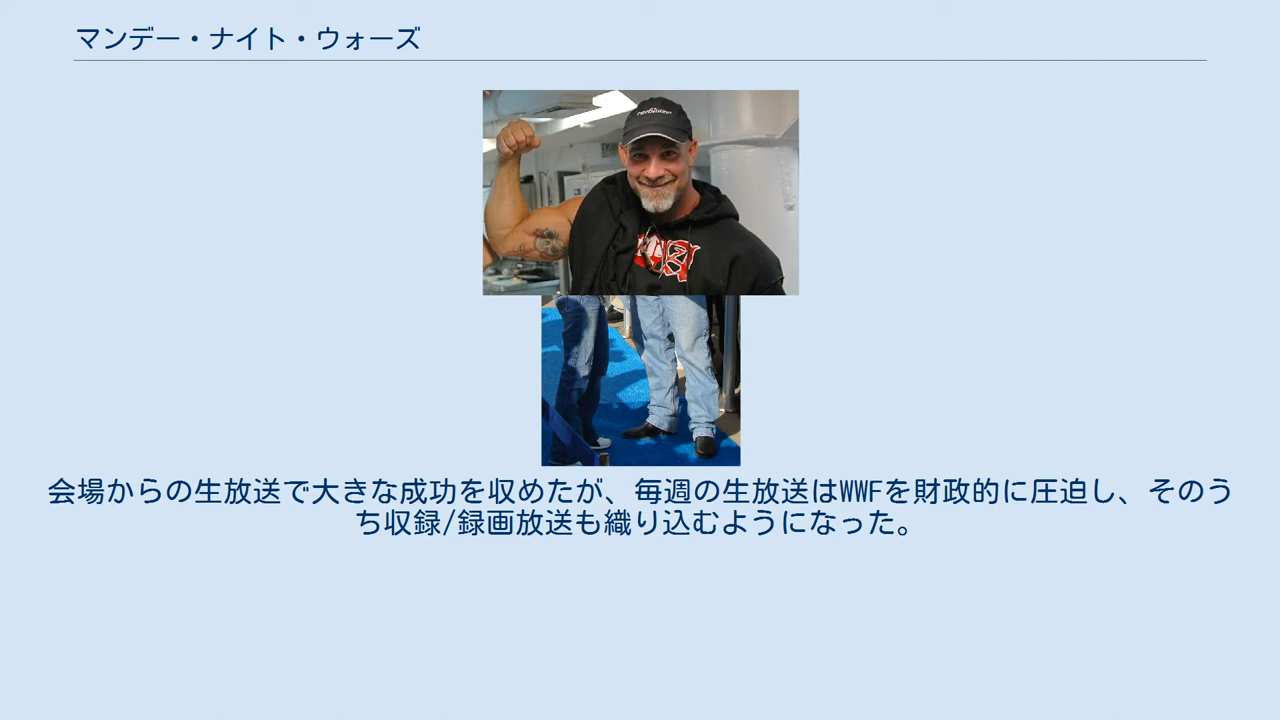 マンデー・ナイト・ウォーズ
会場からの生放送で大きな成功を収めたが、毎週の生放送はWWFを財政的に圧迫し、そのう
ち収録/録画放送も織り込むようになった。